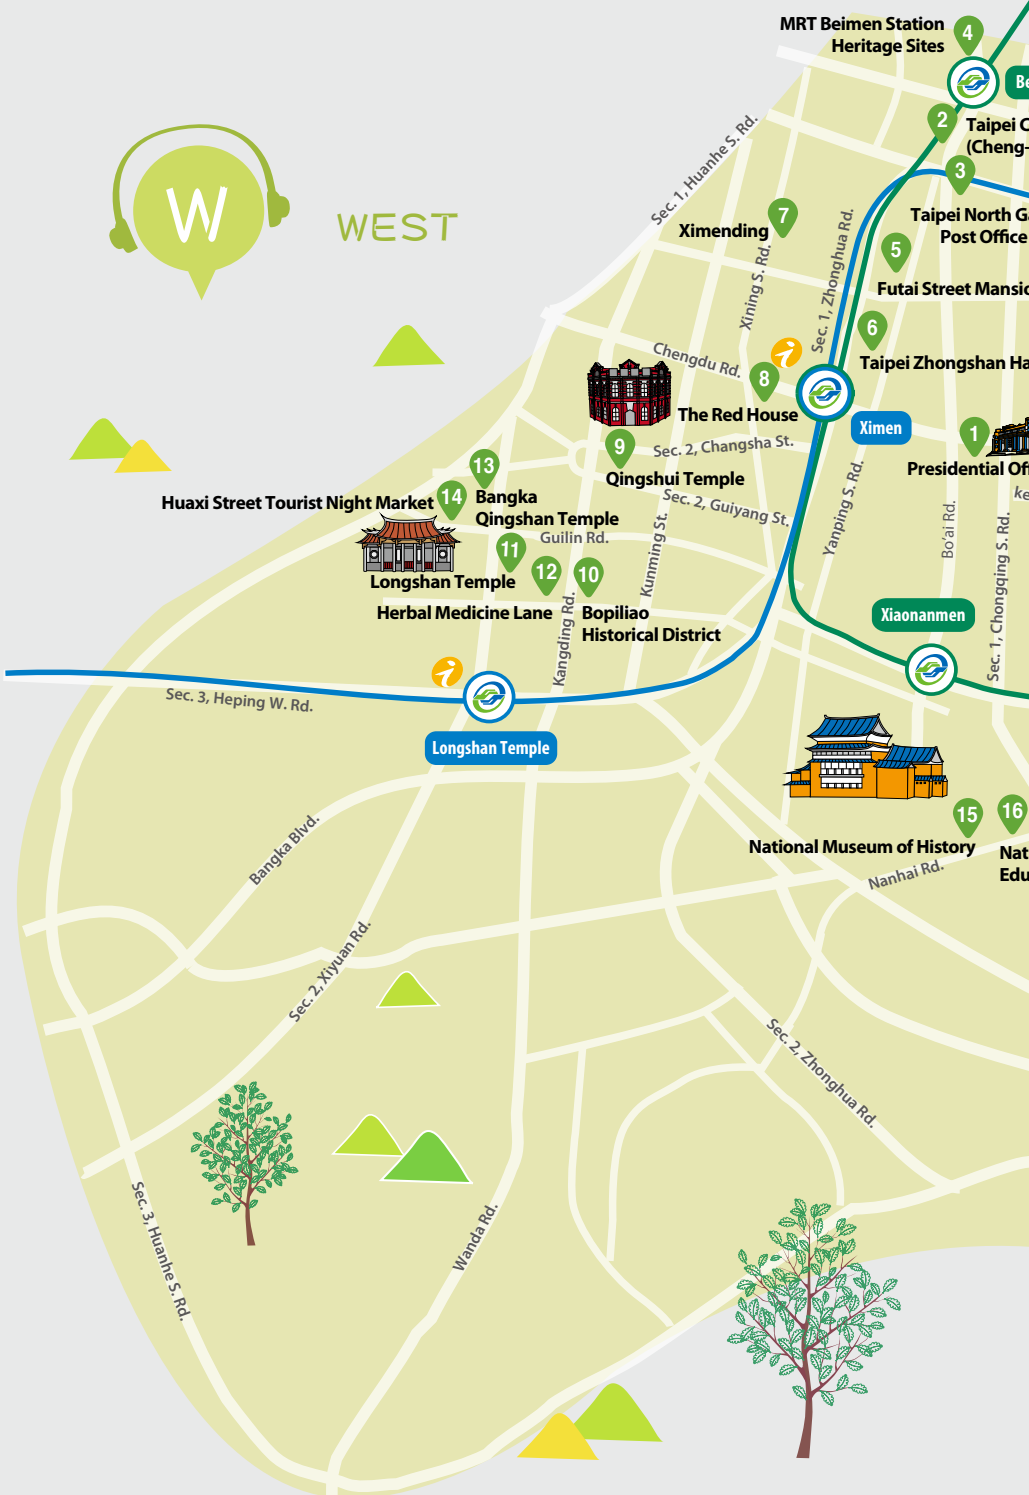 MRT Beimen Station
Heritage Sites
4
2
Taipei
(Cheng-
3
Taipei North
Post Office
W
WEST
Sec. 1, Huanhe S. Rd.
7
Ximending
Xining S. Rd.
Sec. 1, Zhonghua Rd.
5
Futai Street
6
Taipei Zhongshan
Chengdu Rd.
8
The Red House
Ximen
1
Presidential
9
Qingshui Temple
Sec. 2, Changsha St.
Sec. 2, Guiyang St.
Yanping S. Rd.
Bo'ai Rd.
Sec. 1, Chongqing S. Rd.
13
Bangka
Qingshan Temple
Huaxi Street Tourist Night Market
14
Guilin Rd.
Kunming St.
11
Longshan Temple
12
Herbal Medicine Lane
10
Bopiliao
Historical District
Kangding Rd.
Xiaonanmen
Sec. 3, Heping W. Rd.
Longshan Temple
15
16
National Museum of History
Nanhai Rd.
Bangka Blvd.
Sec. 2, Xiyuan Rd.
Sec. 2, Zhonghua Rd.
Sec. 3, Huanhe S. Rd.
Wanda Rd.